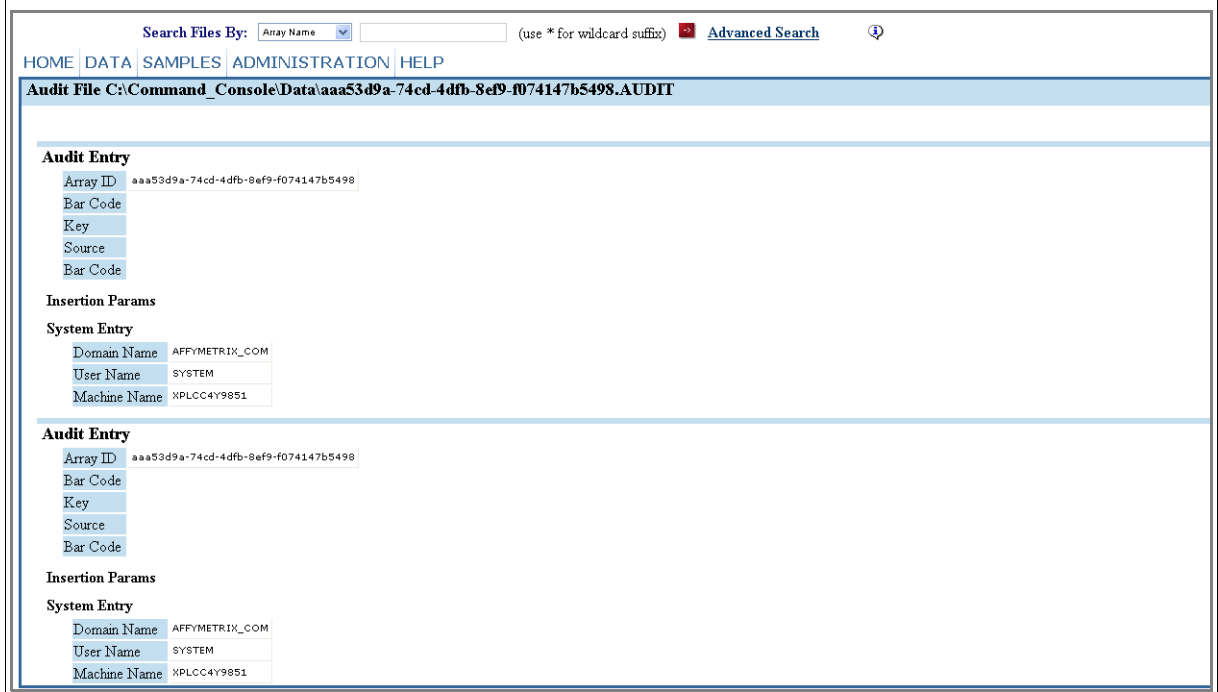 Search Files By: Array Name (use * for wildcard suffix) Advanced Search
HOME DATA SAMPLES ADMINISTRATION HELP
Audit File C:\Command_Console\Data\aaa53d9a-74cd-4dfb-8ef9-f074147b5498.AUDIT
Audit Entry
Array ID aaa53d9a-74cd-4dfb-8ef9-f074147b5498
Bar Code
Key
Source
Bar Code
Insertion Params
System Entry
Domain Name AFFYMETRIX_COM
User Name SYSTEM
Machine Name XPLCC4Y9851
Audit Entry
Array ID aaa53d9a-74cd-4dfb-8ef9-f074147b5498
Bar Code
Key
Source
Bar Code
Insertion Params
System Entry
Domain Name AFFYMETRIX_COM
User Name SYSTEM
Machine Name XPLCC4Y9851